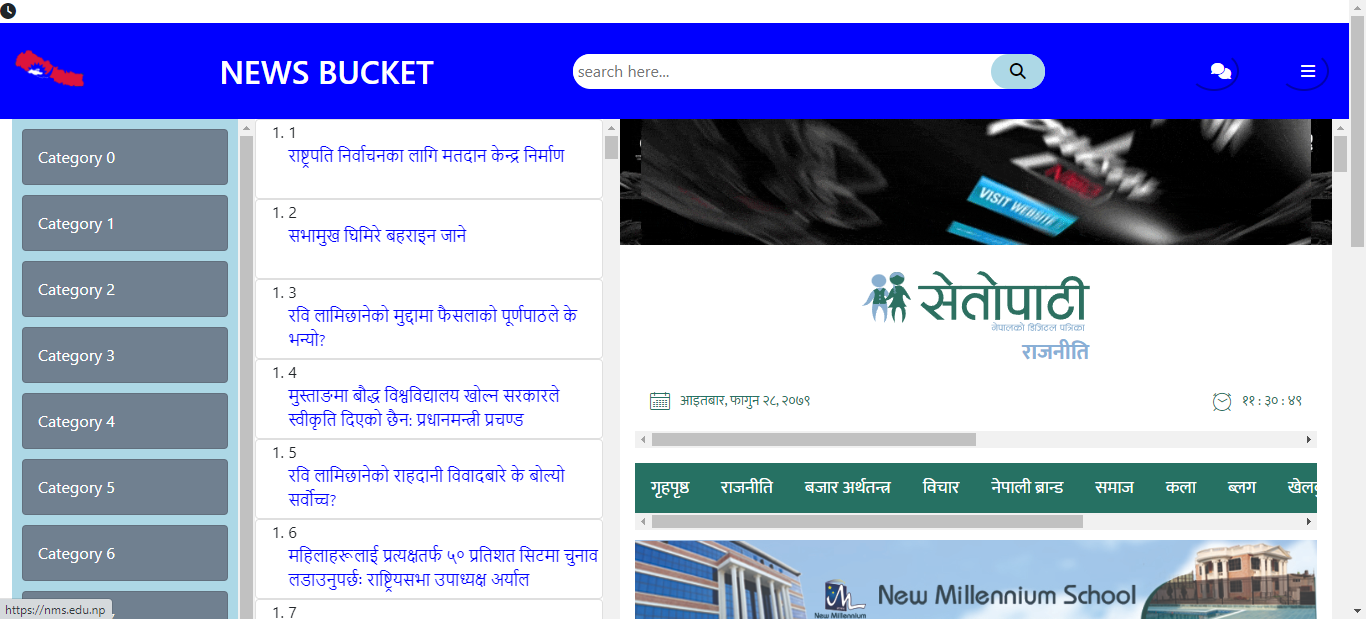 NEWS BUCKET
search here...
Category 0
Category 1
Category 2
Category 3
Category 4
Category 5
Category 6
https://nms.edu.np
1. 1
राष्ट्रपति निर्वाचनका लागि मतदान केन्द्र निर्माण
1. 2
सभामुख घिमिरे बहराइन जाने
1. 3
रवि लामिछानेको मुद्दामा फैसलाको पूर्णपाठले के
भन्यो?
1. 4
मुस्ताङमा बौद्ध विश्वविद्यालय खोल्न सरकारले
स्वीकृति दिएको छैन: प्रधानमन्त्री प्रचण्ड
1. 5
रवि लामिछानेको राहदानी विवादबारे के बोल्यो
सर्वोच्च?
1. 6
महिलाहरूलाई प्रत्यक्षतर्फ ५० प्रतिशत सिटमा चुनाव
लडाउनुपर्छः राष्ट्रियसभा उपाध्यक्ष अर्याल
1. 7
VISIT WEBSITE
सेतोपाटी
नेपालको डिजिटल पत्रिका
राजनीति
आइतबार, फागुन २८, २०७९
११ : ३० : ४९
गृहपृष्ठ राजनीति बजार अर्थतन्त्र विचार नेपाली ब्रान्ड समाज कला ब्लग
New Millennium School
New Millennium